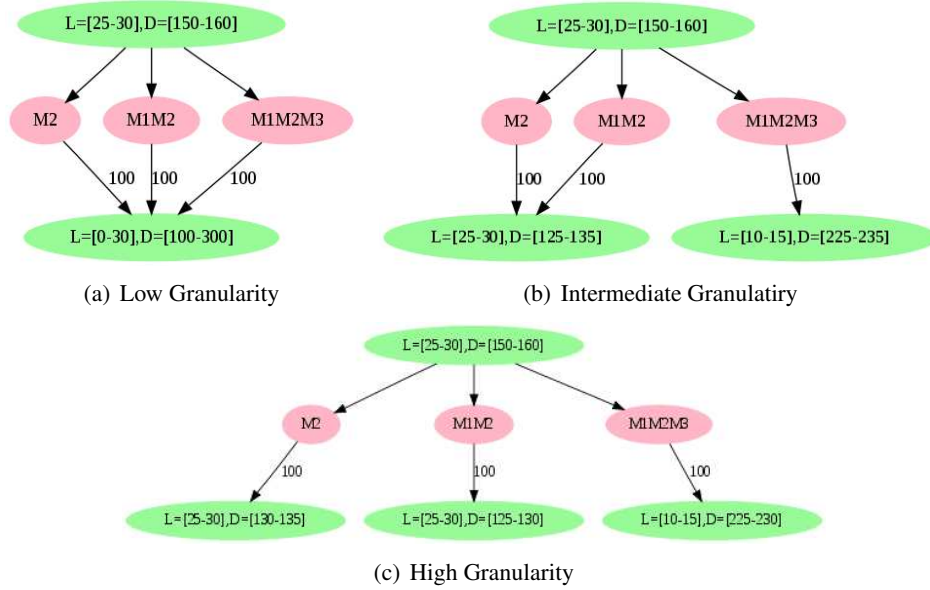 L=[25-30],D=[150-160]
M2
M1M2
M1M2M3
100
100
100
L=[0-30],D=[100-300]
(a) Low Granularity
L=[25-30],D=[150-160]
M2
M1M2
M1M2M3
100
100
100
L=[25-30],D=[125-135]
L=[10-15],D=[225-235]
(b) Intermediate Granulatiry
L=[25-30],D=[150-160]
M2
M1M2
M1M2M3
100
100
100
L=[25-30],D=[130-135]
L=[25-30],D=[125-130]
L=[10-15],D=[225-230]
(c) High Granularity